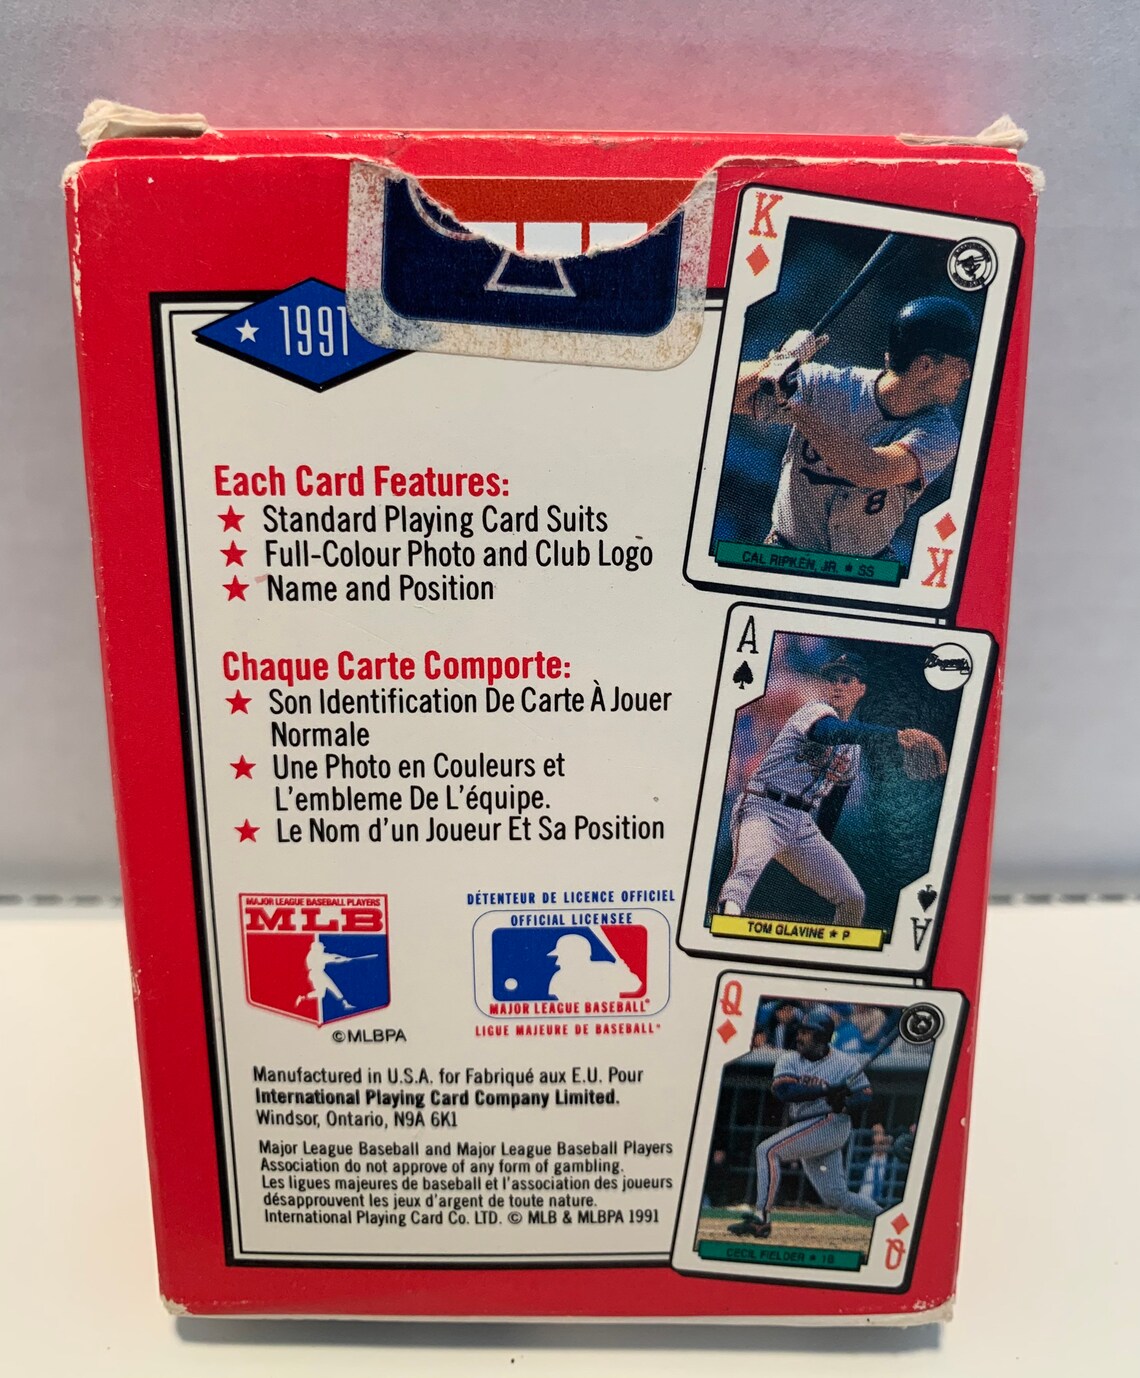 1991
Each Card Features:
Standard Playing Card Suits
Full-Colour Photo and Club Logo
Name and Position
Chaque Carte Comporte:
Son Identification De Carte À Jouer
Normale
Une Photo en Couleurs et
L'embleme De L'équipe.
Le Nom d'un Joueur Et Sa Position
MAJOR LEAGUE BASEBALL PLAYERS
MLB
©MLBPA
DÉTENTEUR DE LICENCE OFFICIEL
OFFICIAL LICENSEE
MAJOR LEAGUE BASEBALL®
LIGUE MAJEURE DE BASEBALL
Manufactured in U.S.A. for Fabriqué aux E.U. Pour
International Playing Card Company Limited.
Windsor, Ontario, N9A 6K1
Major League Baseball and Major League Baseball Players
Association do not approve of any form of gambling.
Les ligues majeures de baseball et l'association des joueurs
désapprouvent les jeux d'argent de toute nature.
International Playing Card Co. LTD. © MLB & MLBPA 1991
K
8
CAL RIPKEN, JR. ★ SS
K
A
Braves
TOM GLAVINE ★ P
A
Q
CECIL FIELDER ★ 1B
Q